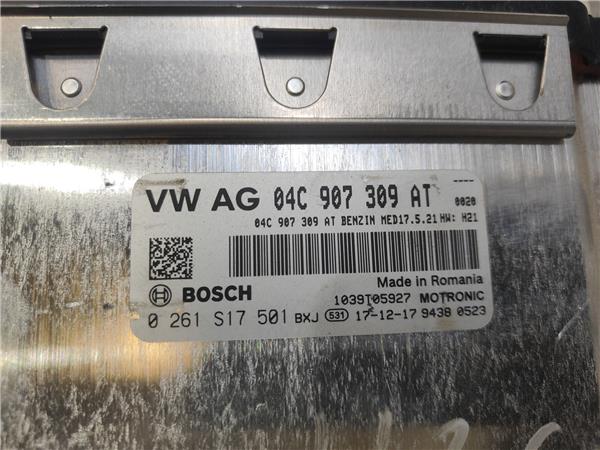 VW AG 04C 907 309 AT 0020
04C 907 309 AT BENZIN MED17.5.21 HW: H21
Made in Romania
BOSCH 1039T05927 MOTRONIC
0 261 S17 501 BXJ 531 17-12-17 9438 0523